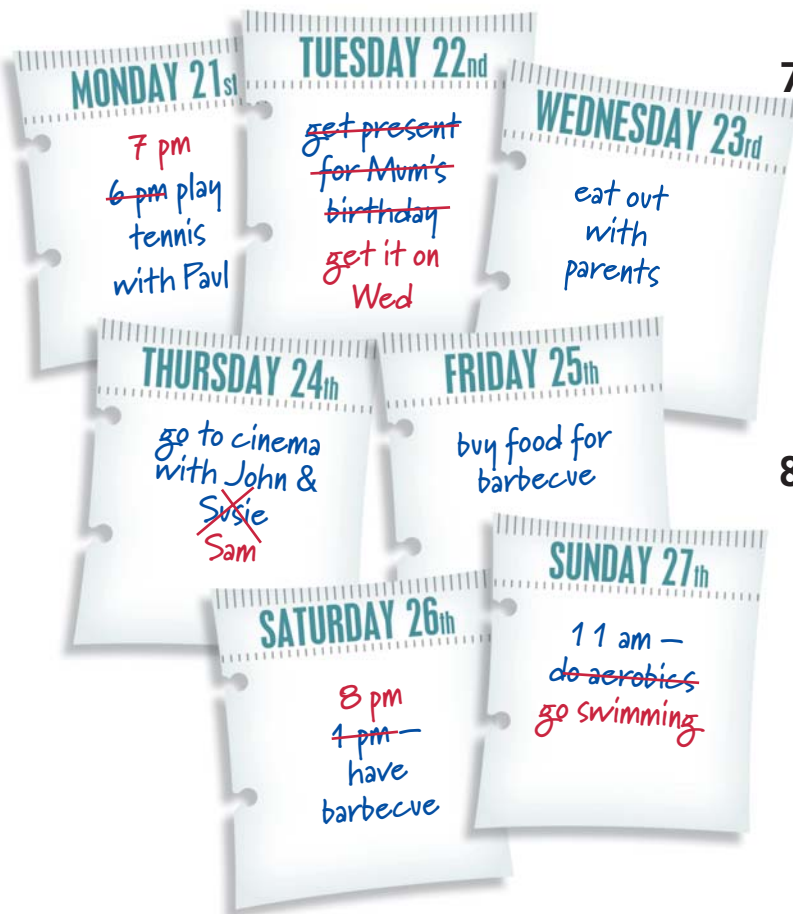 MONDAY 21st
7 pm
6 pm play
tennis
with Paul
TUESDAY 22nd
get present
for Mum's
birthday
get it on
Wed
WEDNESDAY 23rd
eat out
with
parents
THURSDAY 24th
go to cinema
with John &
Susie
Sam
FRIDAY 25th
buy food for
barbecue
SATURDAY 26th
8 pm
1 pm –
have
barbecue
SUNDAY 27th
11 am –
do aerobics
go swimming
7
8